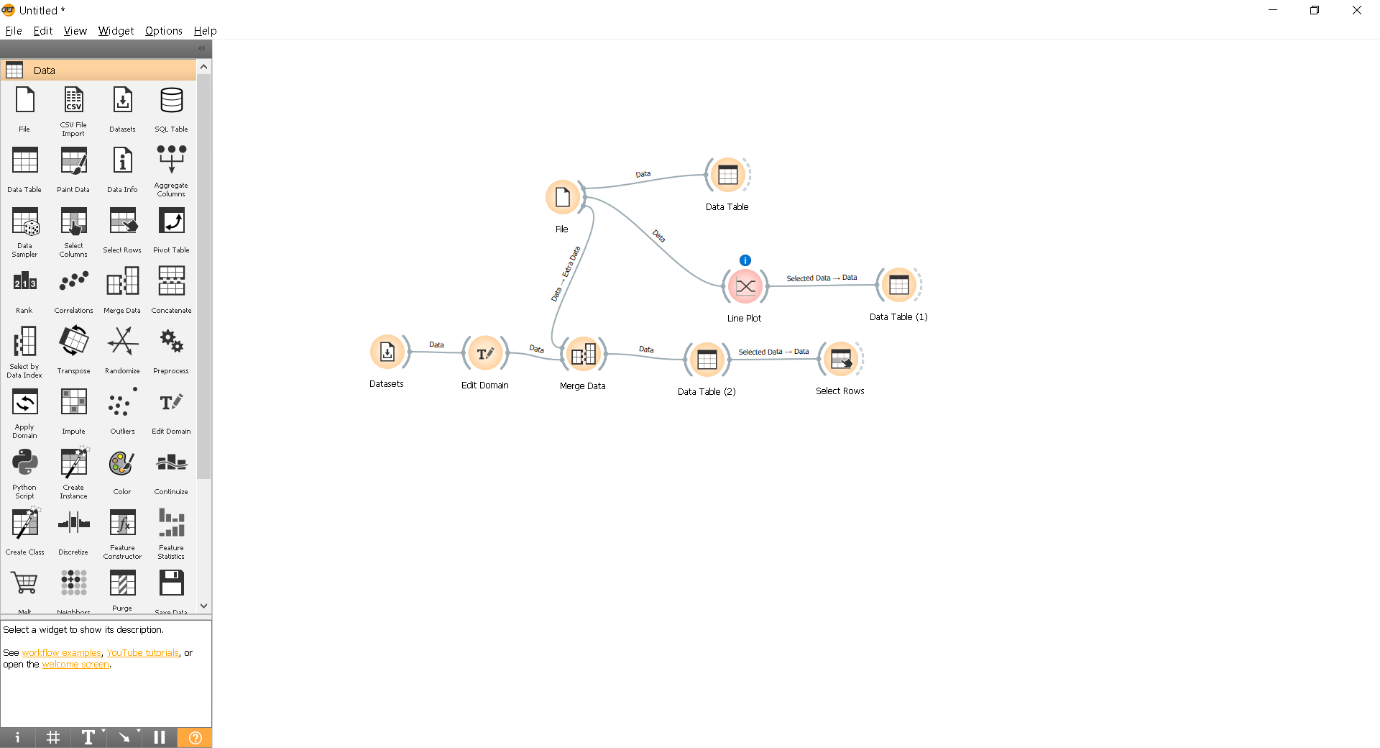 Untitled *
File Edit View Widget Options Help
«
Data
File
CSV File
Import
Datasets
SQL Table
Data Table
Paint Data
Data Info
Aggregate
Columns
Data
Sampler
Select
Columns
Select Rows
Pivot Table
Rank
Correlations
Merge Data
Concatenate
Select by
Data Index
Transpose
Randomize
Preprocess
Apply
Domain
Impute
Outliers
Edit Domain
Python
Script
Create
Instance
Color
Continuize
Create Class
Discretize
Feature
Constructor
Feature
Statistics
Melt
Neighbors
Purge
Save Data
Select a widget to show its description.
See workflow examples, YouTube tutorials, or
open the welcome screen.
Data
Data Table
File
Data
Data → Extra Data
Line Plot
Selected Data → Data
Data Table (1)
Datasets
Data
Edit Domain
Data
Merge Data
Data
Data Table (2)
Selected Data → Data
Select Rows